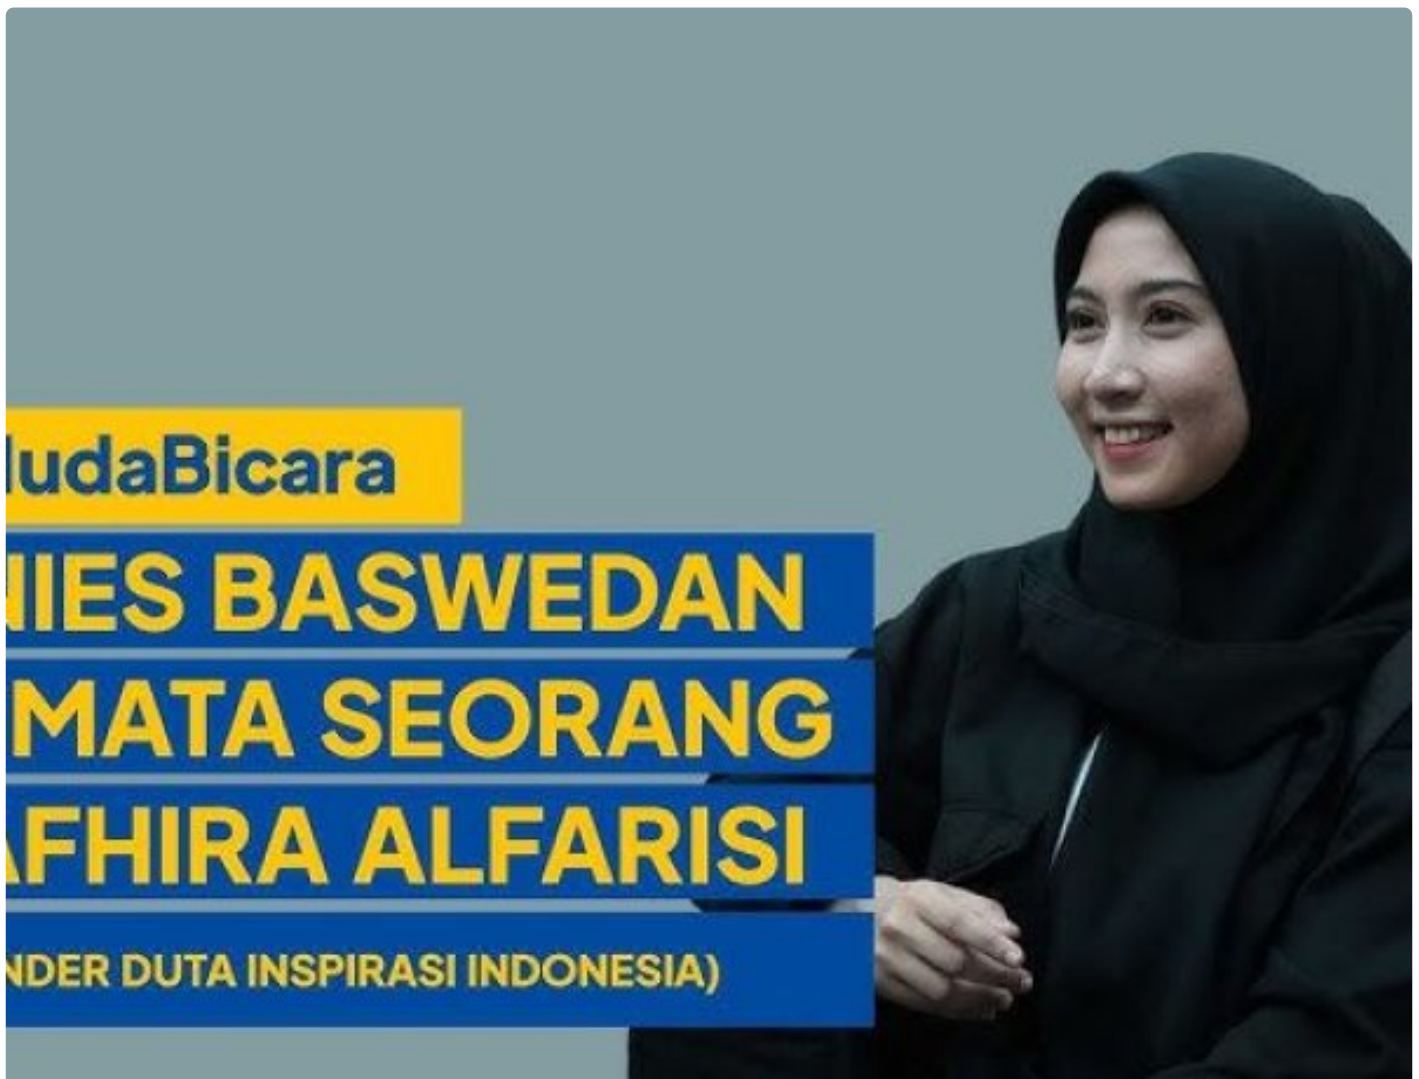 udaBicara
NIES BASWEDAN
MATA SEORANG
AFHIRA ALFARISI
NDER DUTA INSPIRASI INDONESIA)